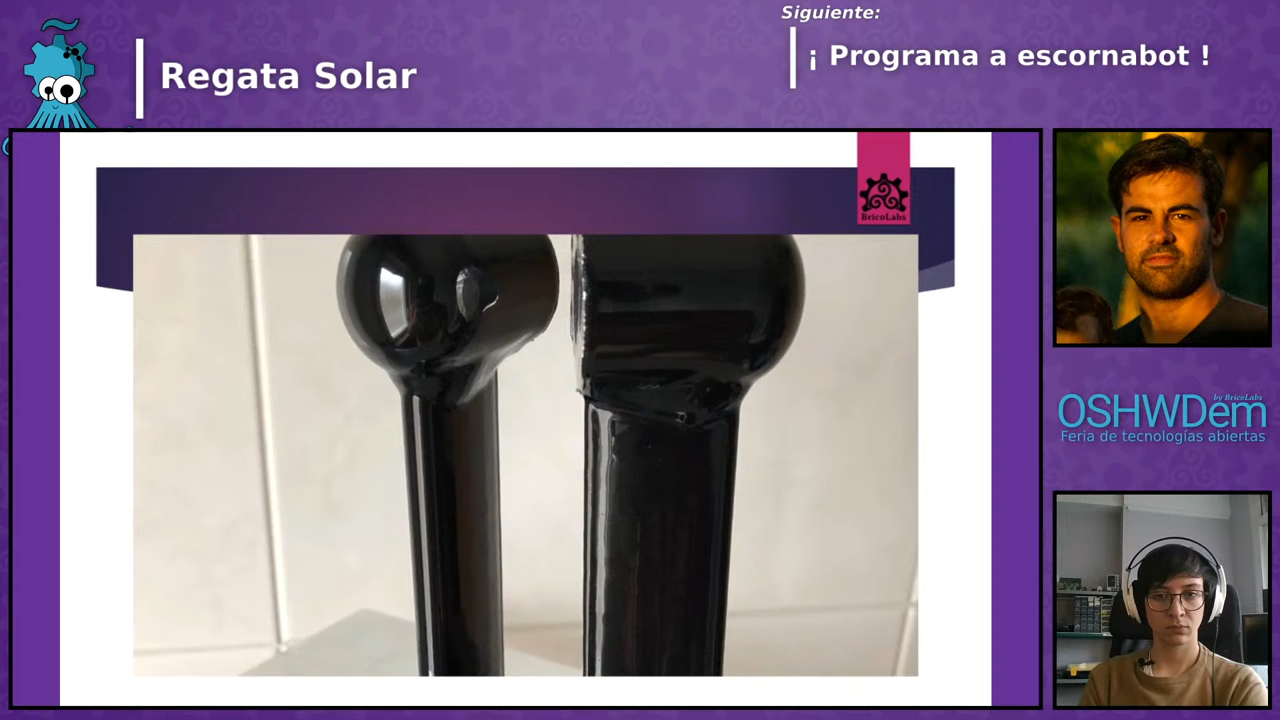 Siguiente:
Regata Solar
¡ Programa a escornabot !
BricoLabs
by BricoLabs
OSHWDem
Feria de tecnologías abiertas